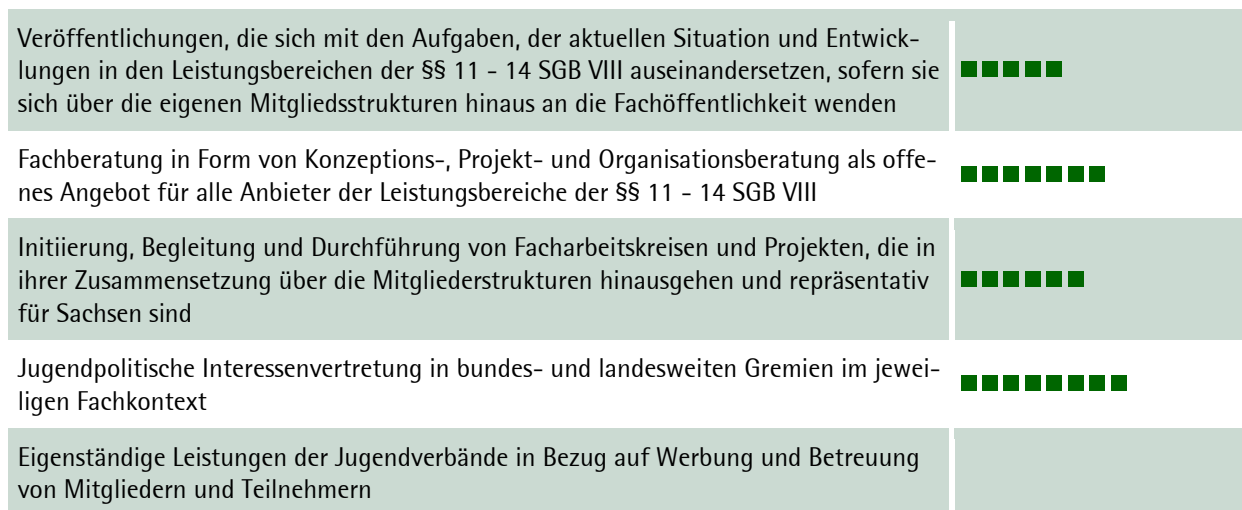 Veröffentlichungen, die sich mit den Aufgaben, der aktuellen Situation und Entwick-
lungen in den Leistungsbereichen der §§ 11 - 14 SGB VIII auseinandersetzen, sofern sie
sich über die eigenen Mitgliedsstrukturen hinaus an die Fachöffentlichkeit wenden
Fachberatung in Form von Konzeptions-, Projekt- und Organisationsberatung als offe-
nes Angebot für alle Anbieter der Leistungsbereiche der §§ 11 - 14 SGB VIII
Initiierung, Begleitung und Durchführung von Facharbeitskreisen und Projekten, die in
ihrer Zusammensetzung über die Mitgliederstrukturen hinausgehen und repräsentativ
für Sachsen sind
Jugendpolitische Interessenvertretung in bundes- und landesweiten Gremien im jewei-
ligen Fachkontext
Eigenständige Leistungen der Jugendverbände in Bezug auf Werbung und Betreuung
von Mitgliedern und Teilnehmern